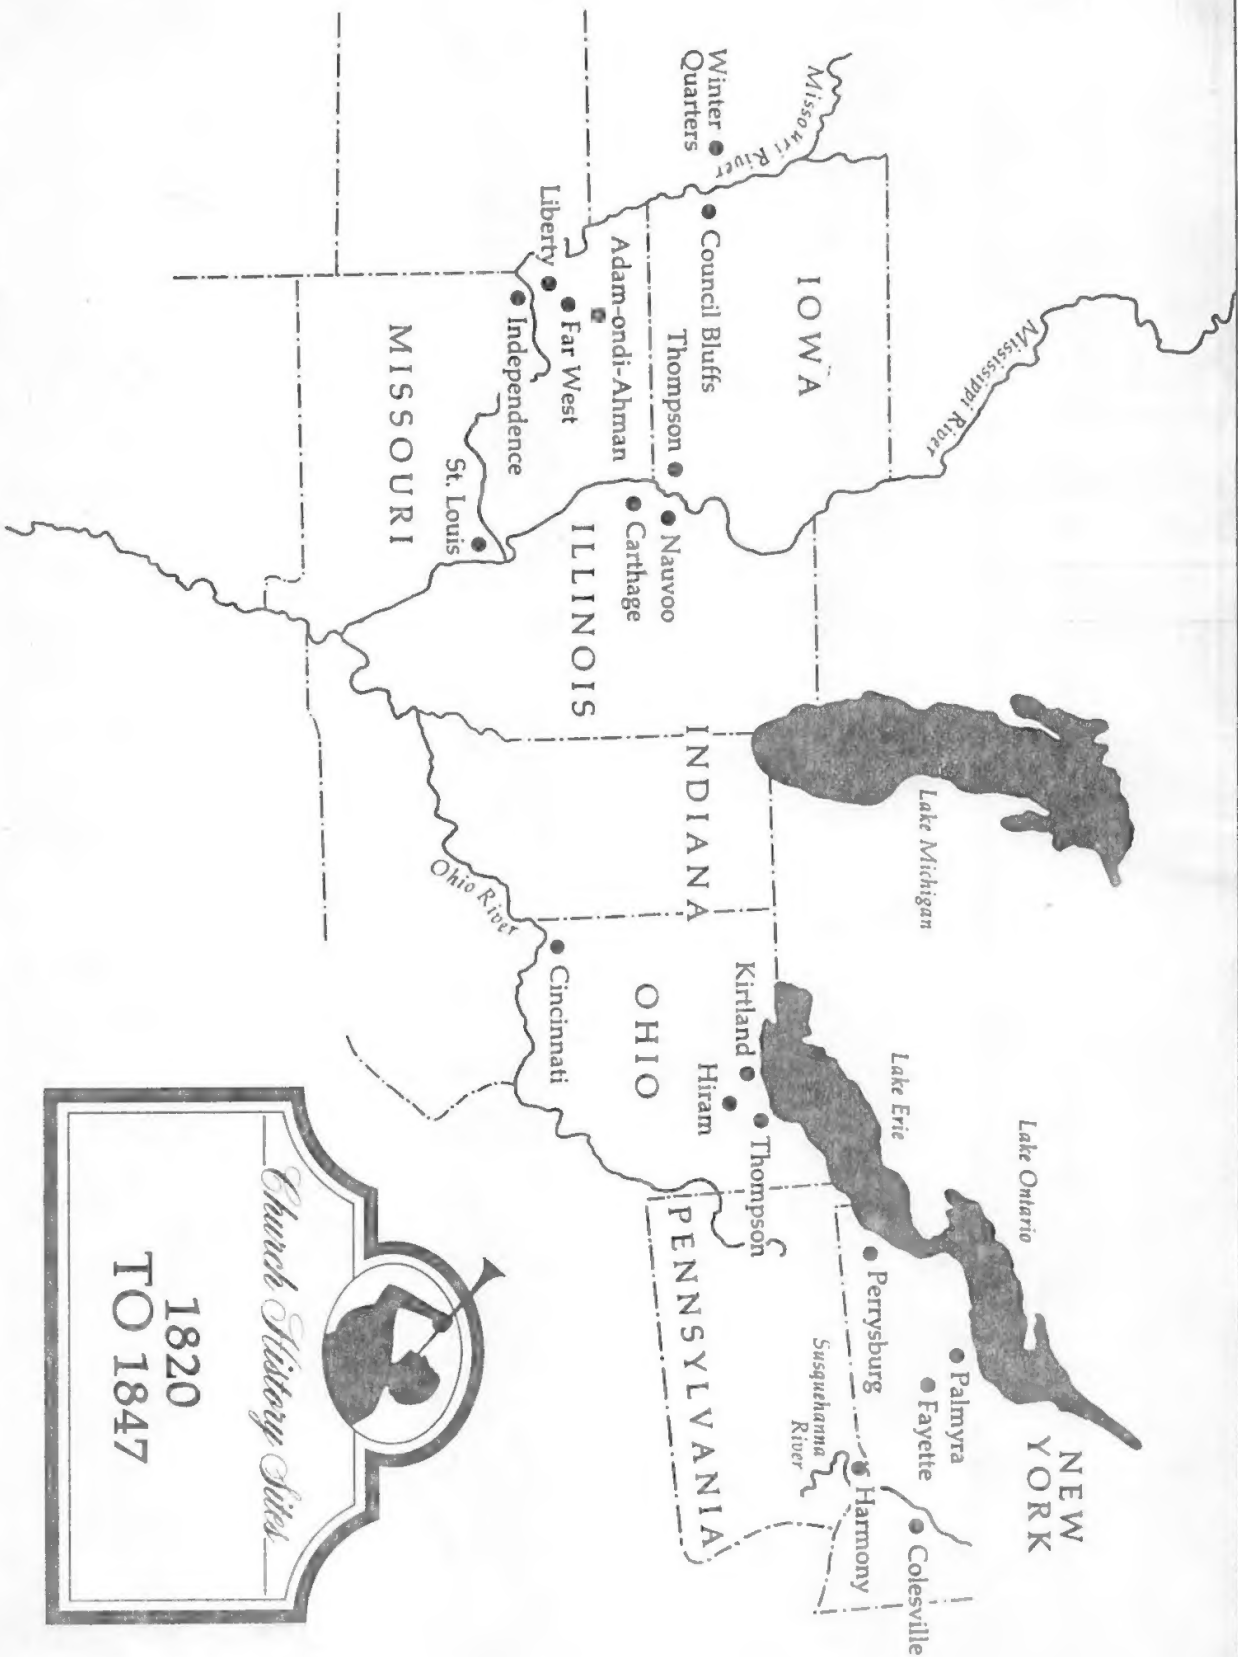 Winter
Quarters
Missouri River
Council Bluffs
IOWA
Mississippi River
Thompson
Nauvoo
Carthage
Adam-ondi-Ahman
Far West
Liberty
Independence
MISSOURI
St. Louis
ILLINOIS
INDIANA
Lake Michigan
Ohio River
Cincinnati
OHIO
Kirtland
Hiram
Thompson
Lake Erie
Lake Ontario
PENNSYLVANIA
Perrysburg
Susquehanna
River
Palmyra
Fayette
NEW
YORK
Harmony
Colesville
Church History Sites
1820
TO 1847